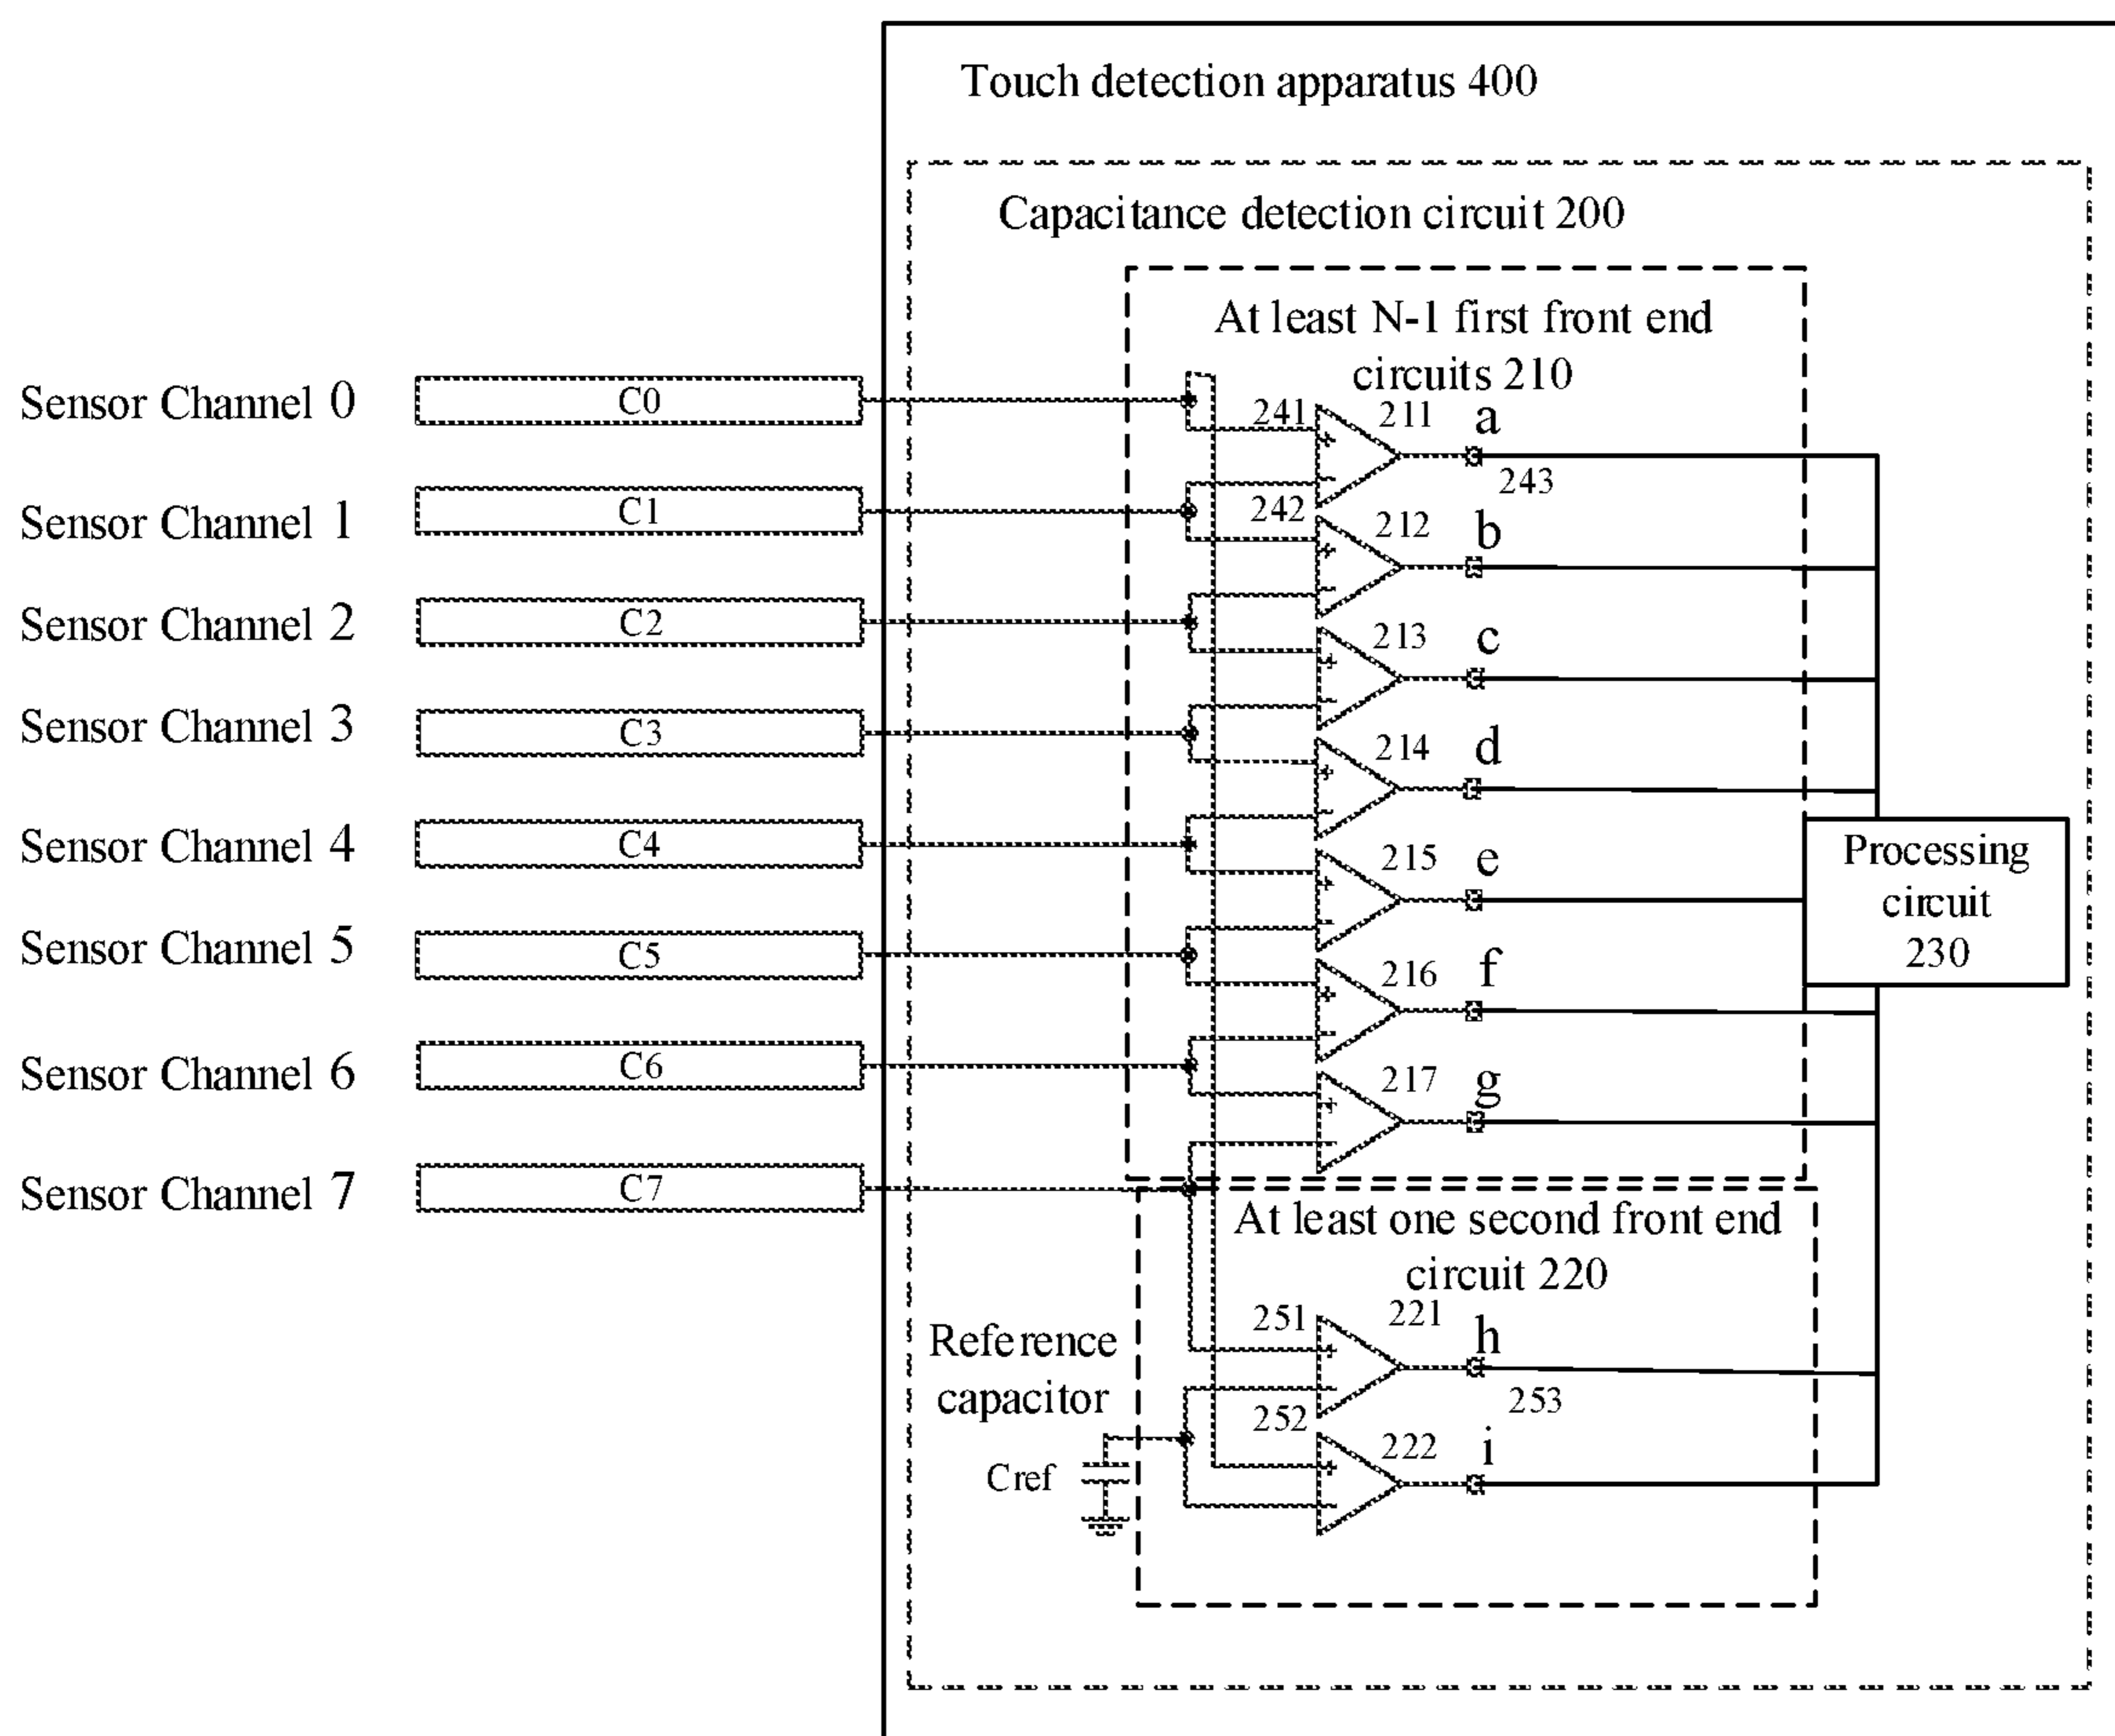 Touch detection apparatus 400
Capacitance detection circuit 200
At least N-1 first front end
circuits 210
Sensor Channel 0
C0
241
211
a
243
Sensor Channel 1
C1
242
212
b
Sensor Channel 2
C2
213
c
Sensor Channel 3
C3
214
d
Sensor Channel 4
C4
215
e
Processing
circuit
230
Sensor Channel 5
C5
216
f
Sensor Channel 6
C6
217
g
Sensor Channel 7
C7
At least one second front end
circuit 220
Reference
capacitor
251
221
h
253
252
222
i
Cref